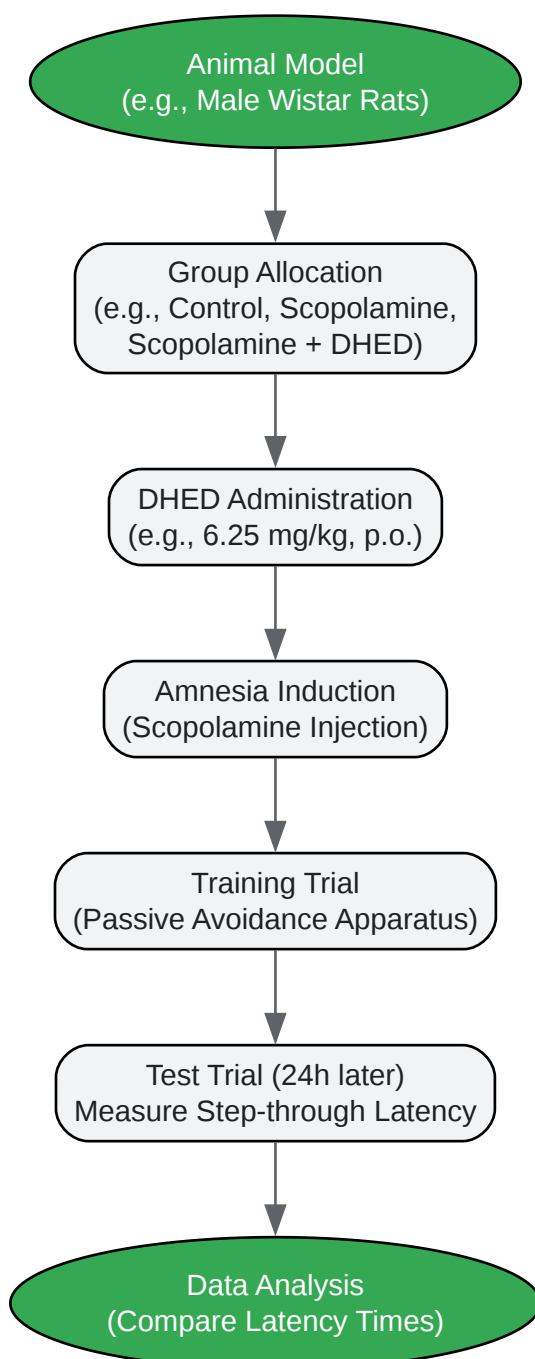 Animal Model
(e.g., Male Wistar Rats)
Group Allocation
(e.g., Control, Scopolamine,
Scopolamine + DHED)
DHED Administration
(e.g., 6.25 mg/kg, p.o.)
Amnesia Induction
(Scopolamine Injection)
Training Trial
(Passive Avoidance Apparatus)
Test Trial (24h later)
Measure Step-through Latency
Data Analysis
(Compare Latency Times)